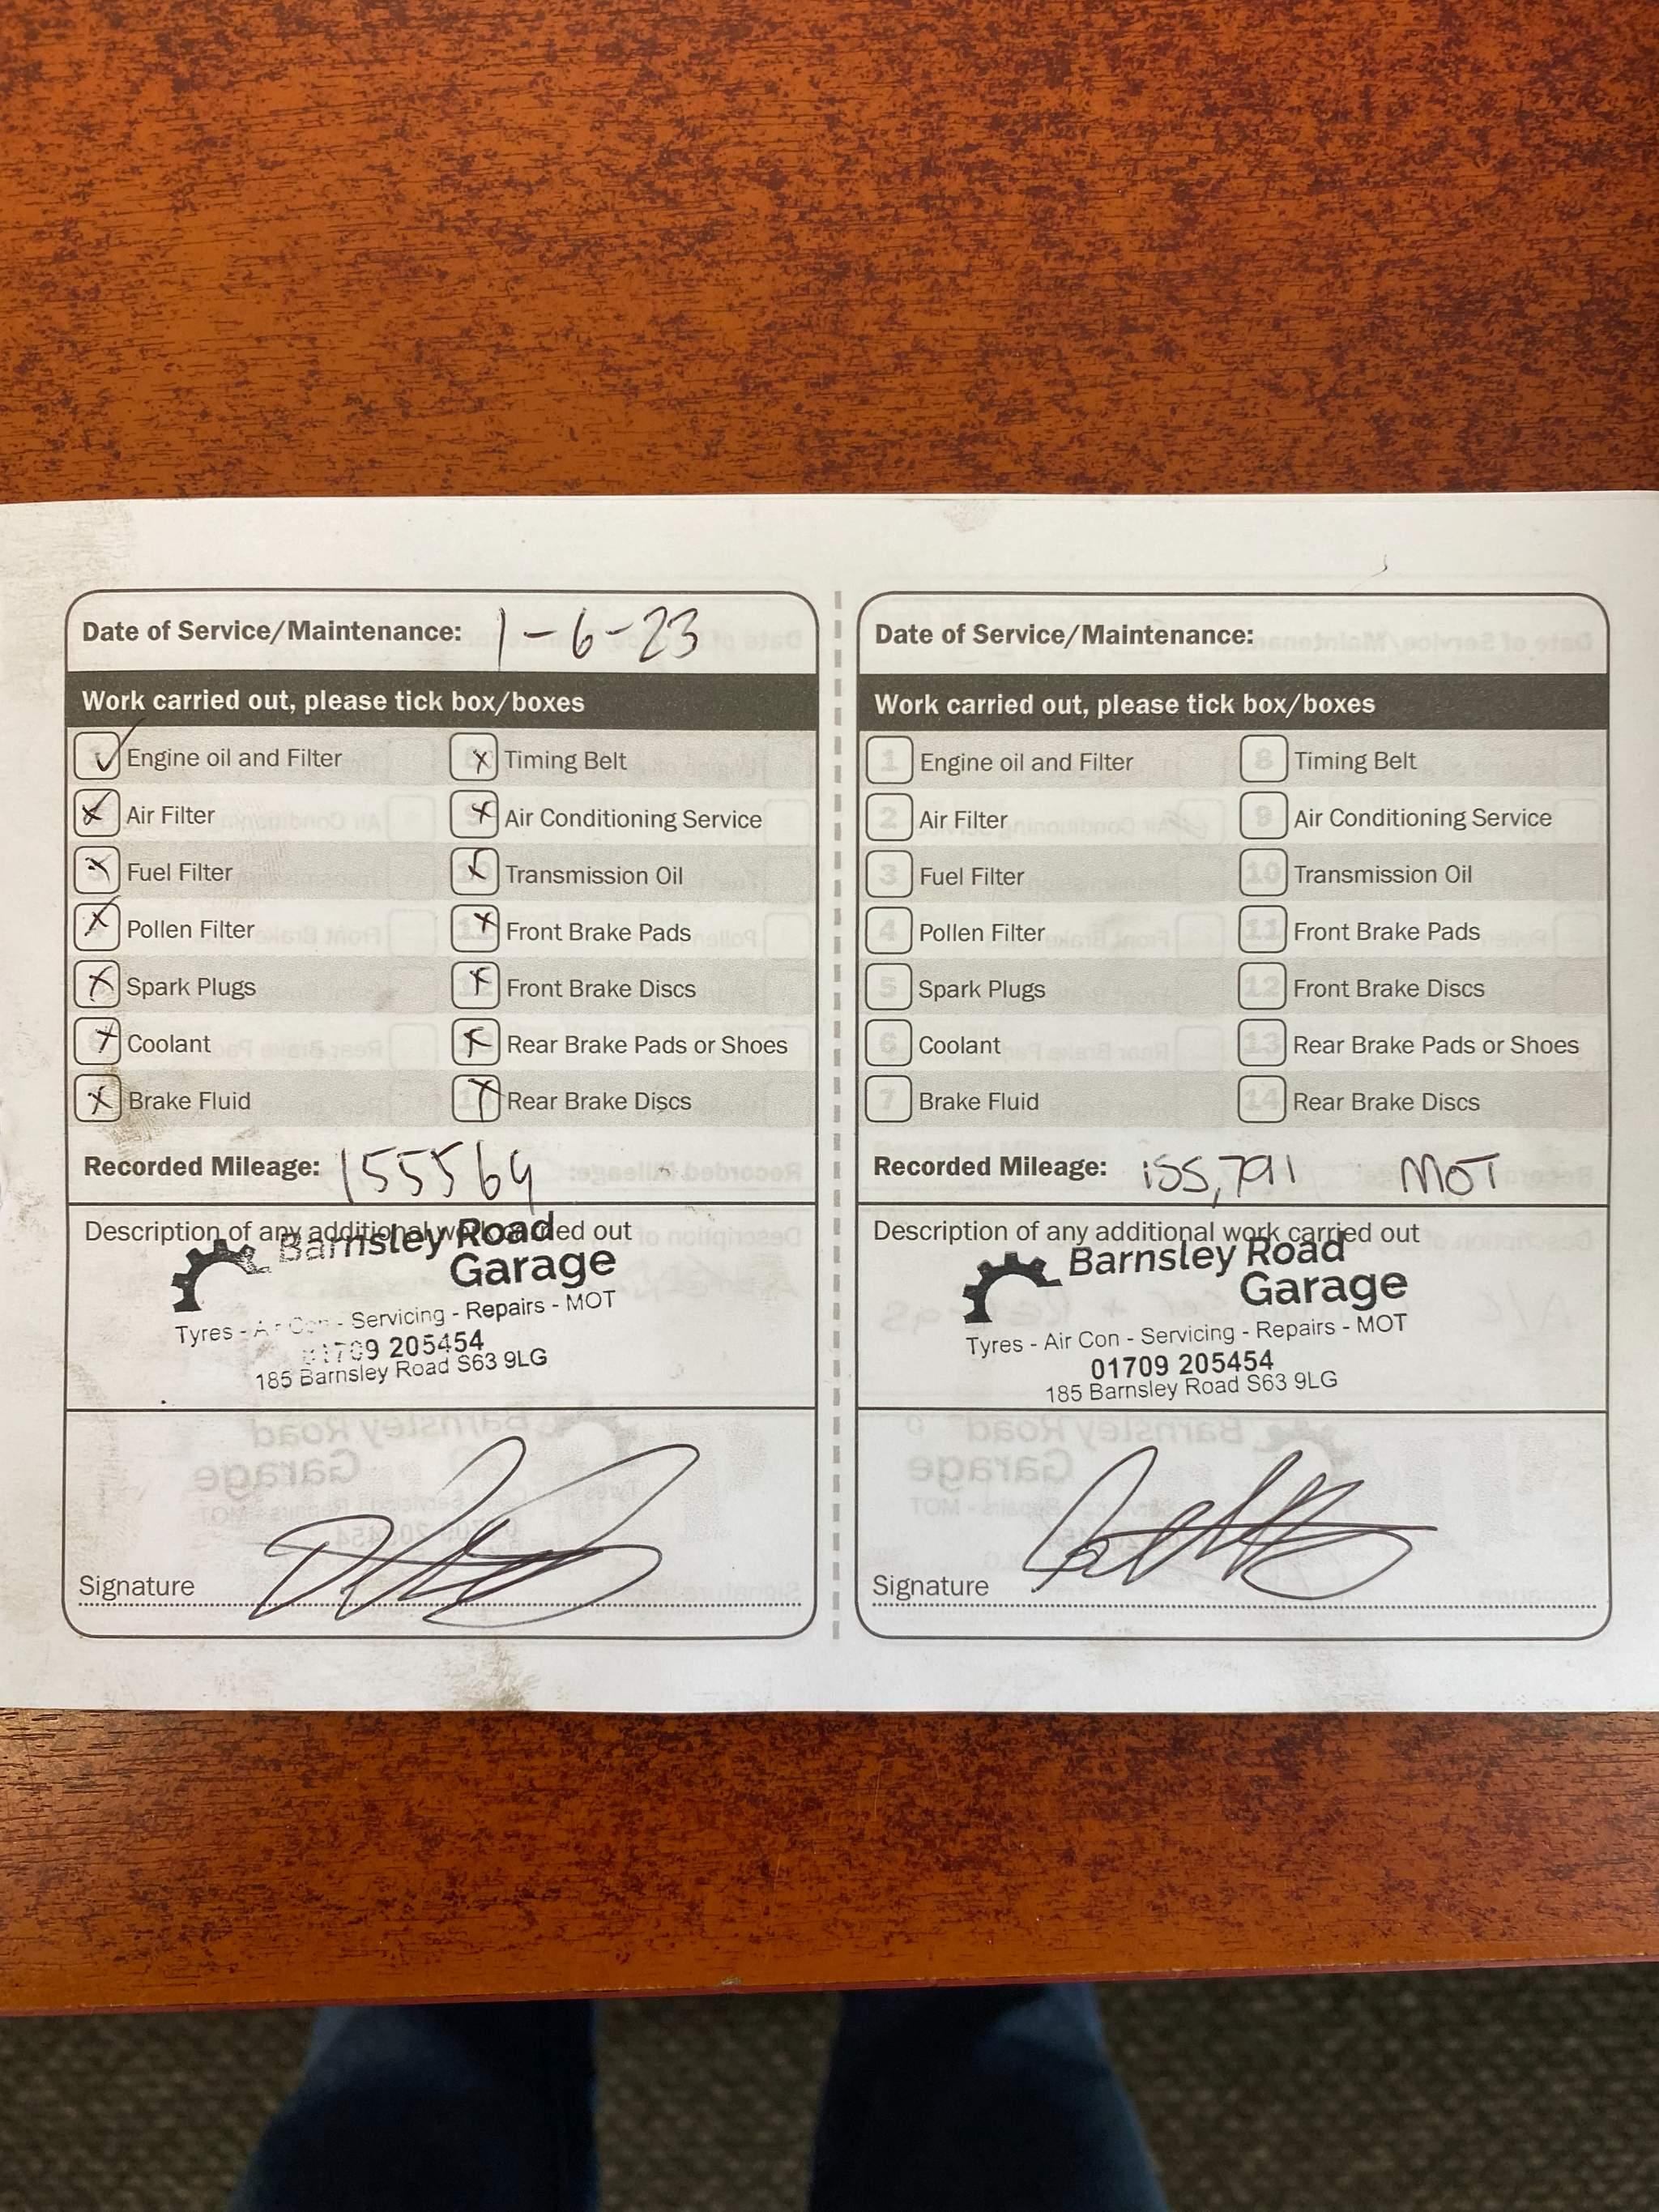 Date of Service/Maintenance: 1-6-23
Work carried out, please tick box/boxes
Engine oil and Filter
Timing Belt
Air Filter
Air Conditioning Service
Fuel Filter
Transmission Oil
Pollen Filter
Front Brake Pads
Spark Plugs
Front Brake Discs
Coolant
Rear Brake Pads or Shoes
Brake Fluid
Rear Brake Discs
Recorded Mileage: 155564
Description of any additional work carried out
Barnsley Road
Garage
Tyres - Air Con - Servicing - Repairs - MOT
01709 205454
185 Barnsley Road S63 9LG
Signature
Date of Service/Maintenance:
Work carried out, please tick box/boxes
1 Engine oil and Filter
8 Timing Belt
2 Air Filter
9 Air Conditioning Service
3 Fuel Filter
10 Transmission Oil
4 Pollen Filter
11 Front Brake Pads
5 Spark Plugs
12 Front Brake Discs
6 Coolant
13 Rear Brake Pads or Shoes
7 Brake Fluid
14 Rear Brake Discs
Recorded Mileage: 155,791 MOT
Description of any additional work carried out
Barnsley Road
Garage
Tyres - Air Con - Servicing - Repairs - MOT
01709 205454
185 Barnsley Road S63 9LG
Signature